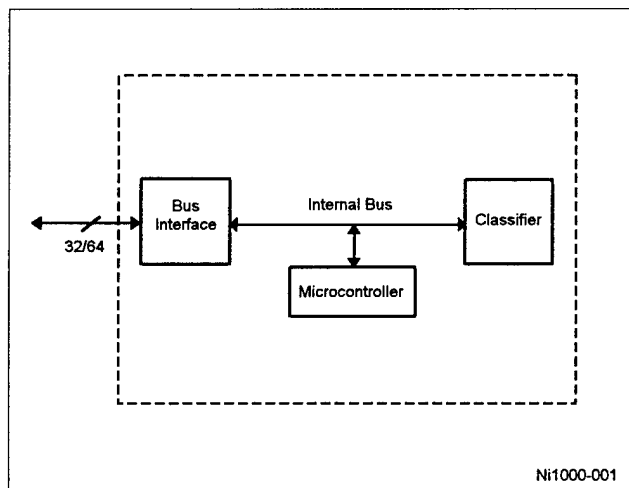 Bus
Interface
Internal Bus
Classifier
32/64
Microcontroller
Ni1000-001